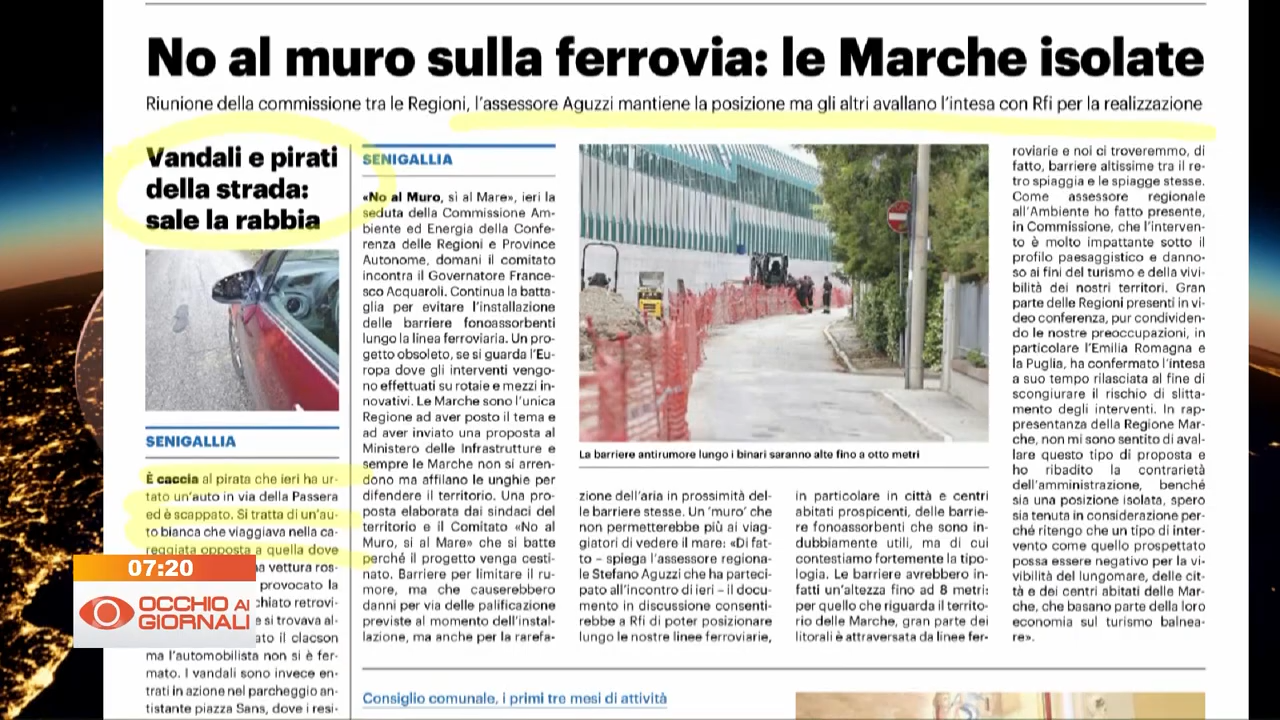 No al muro sulla ferrovia: le Marche isolate
Riunione della commissione tra le Regioni, l'assessore Aguzzi mantiene la posizione ma gli altri avallano l'intesa con Rfi per la realizzazione
Vandali e pirati
della strada:
sale la rabbia
SENIGALLIA
È caccia al pirata che ieri ha ur-
tato un'auto in via della Passera
ed è scappato. Si tratta di un'au-
to bianca che viaggiava nella ca-
reggiata opposta a quella dove
vettura ros-
provocato la
chiato retrovi-
e si trovava al-
ato il clacson
ma l'automobilista non si è fer-
mato. I vandali sono invece en-
trati in azione nel parcheggio an-
tistante piazza Sans, dove i resi-
SENIGALLIA
«No al Muro, sì al Mare», ieri la
seduta della Commissione Am-
biente ed Energia della Confe-
renza delle Regioni e Province
Autonome, domani il comitato
incontra il Governatore France-
sco Acquaroli. Continua la batta-
glia per evitare l'installazione
delle barriere fonoassorbenti
lungo la linea ferroviaria. Un pro-
getto obsoleto, se si guarda l'Eu-
ropa dove gli interventi vengo-
no effettuati su rotaie e mezzi in-
novativi. Le Marche sono l'unica
Regione ad aver posto il tema e
ad aver inviato una proposta al
Ministero delle Infrastrutture e
sempre le Marche non si arren-
dono ma affilano le unghie per
difendere il territorio. Una pro-
posta elaborata dai sindaci del
territorio e il Comitato «No al
Muro, sì al Mare» che si batte
perché il progetto venga cesti-
nato. Barriere per limitare il ru-
more, ma che causerebbero
danni per via delle palificazione
previste al momento dell'instal-
lazione, ma anche per la rarefa-
La barriere antirumore lungo i binari saranno alte fino a otto metri
zione dell'aria in prossimità del-
le barriere stesse. Un 'muro' che
non permetterebbe più ai viag-
giatori di vedere il mare: «Di fat-
to – spiega l'assessore regiona-
le Stefano Aguzzi che ha parteci-
pato all'incontro di ieri – il docu-
mento in discussione consenti-
rebbe a Rfi di poter posizionare
lungo le nostre linee ferroviarie,
in particolare in città e centri
abitati prospicenti, delle barrie-
re fonoassorbenti che sono in-
dubbiamente utili, ma di cui
contestiamo fortemente la tipo-
logia. Le barriere avrebbero in-
fatti un'altezza fino ad 8 metri:
per quello che riguarda il territo-
rio delle Marche, gran parte dei
litorali è attraversata da linee fer-
roviarie e noi ci troveremmo, di
fatto, barriere altissime tra il re-
tro spiaggia e le spiagge stesse.
Come assessore regionale
all'Ambiente ho fatto presente,
in Commissione, che l'interven-
to è molto impattante sotto il
profilo paesaggistico e danno-
so ai fini del turismo e della vivi-
bilità dei nostri territori. Gran
parte delle Regioni presenti in vi-
deo conferenza, pur condividen-
do le nostre preoccupazioni, in
particolare l'Emilia Romagna e
la Puglia, ha confermato l'intesa
a suo tempo rilasciata al fine di
scongiurare il rischio di slitta-
mento degli interventi. In rap-
presentanza della Regione Mar-
che, non mi sono sentito di aval-
lare questo tipo di proposta e
ho ribadito la contrarietà
dell'amministrazione, benché
sia una posizione isolata, spero
sia tenuta in considerazione per-
ché ritengo che un tipo di inter-
vento come quello prospettato
possa essere negativo per la vi-
vibilità del lungomare, delle cit-
tà e dei centri abitati delle Mar-
che, che basano parte della loro
economia sul turismo balnea-
re».
Consiglio comunale, i primi tre mesi di attività
07:20
OCCHIO AI
GIORNALI